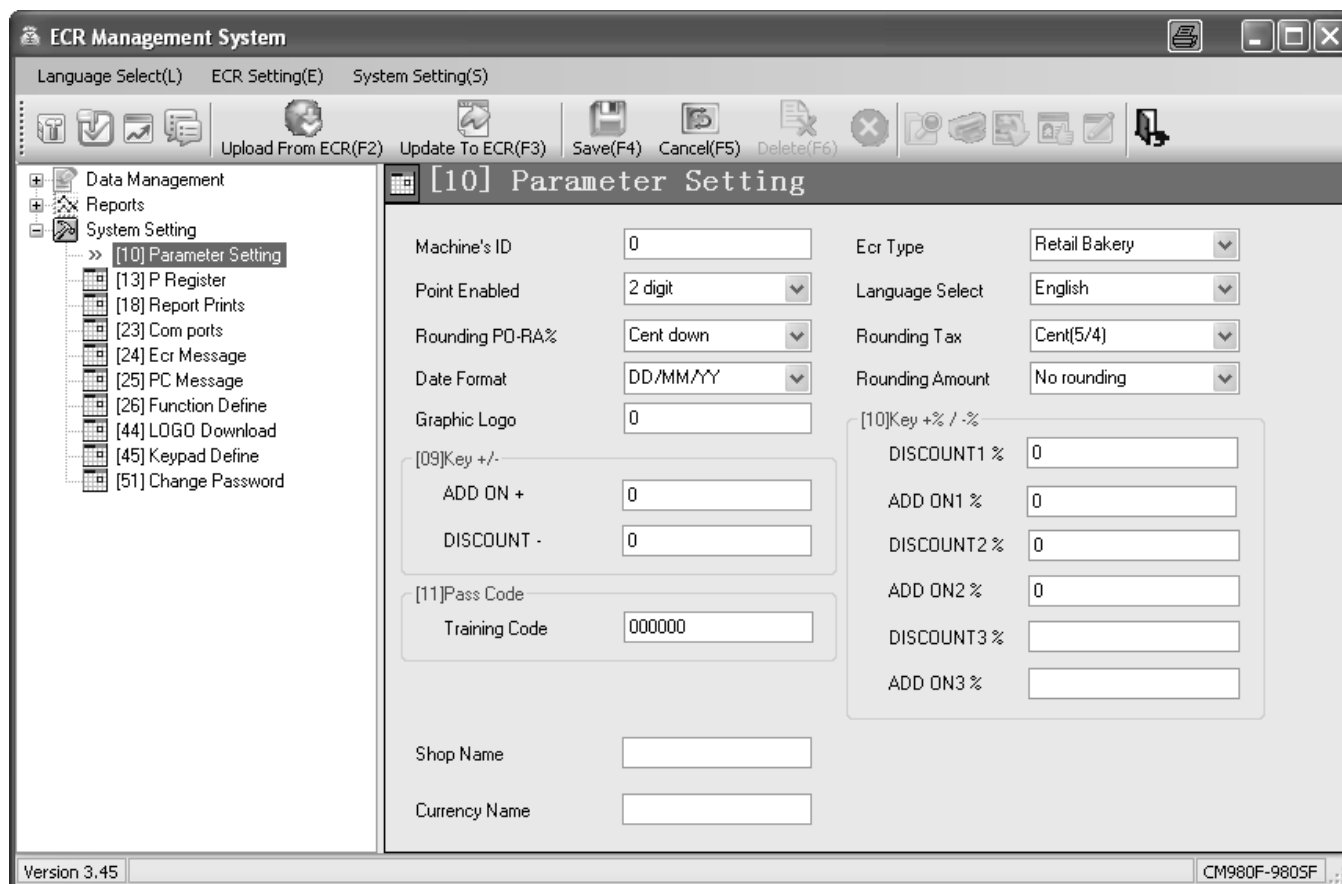 ECR Management System
Language Select(L) ECR Setting(E) System Setting(S)
Upload From ECR(F2) Update To ECR(F3) Save(F4) Cancel(F5) Delete(F6)
Data Management
Reports
System Setting
[10] Parameter Setting
[13] P Register
[18] Report Prints
[23] Com ports
[24] Ecr Message
[25] PC Message
[26] Function Define
[44] LOGO Download
[45] Keypad Define
[51] Change Password
[10] Parameter Setting
Machine's ID 0 Ecr Type Retail Bakery
Point Enabled 2 digit Language Select English
Rounding PO-RA% Cent down Rounding Tax Cent(5/4)
Date Format DD/MM/YY Rounding Amount No rounding
Graphic Logo 0
[09]Key +/-
ADD ON + 0
DISCOUNT - 0
[11]Pass Code
Training Code 000000
[10]Key +% / -%
DISCOUNT1 % 0
ADD ON1 % 0
DISCOUNT2 % 0
ADD ON2 % 0
DISCOUNT3 %
ADD ON3 %
Shop Name
Currency Name
Version 3.45 CM980F-980SF